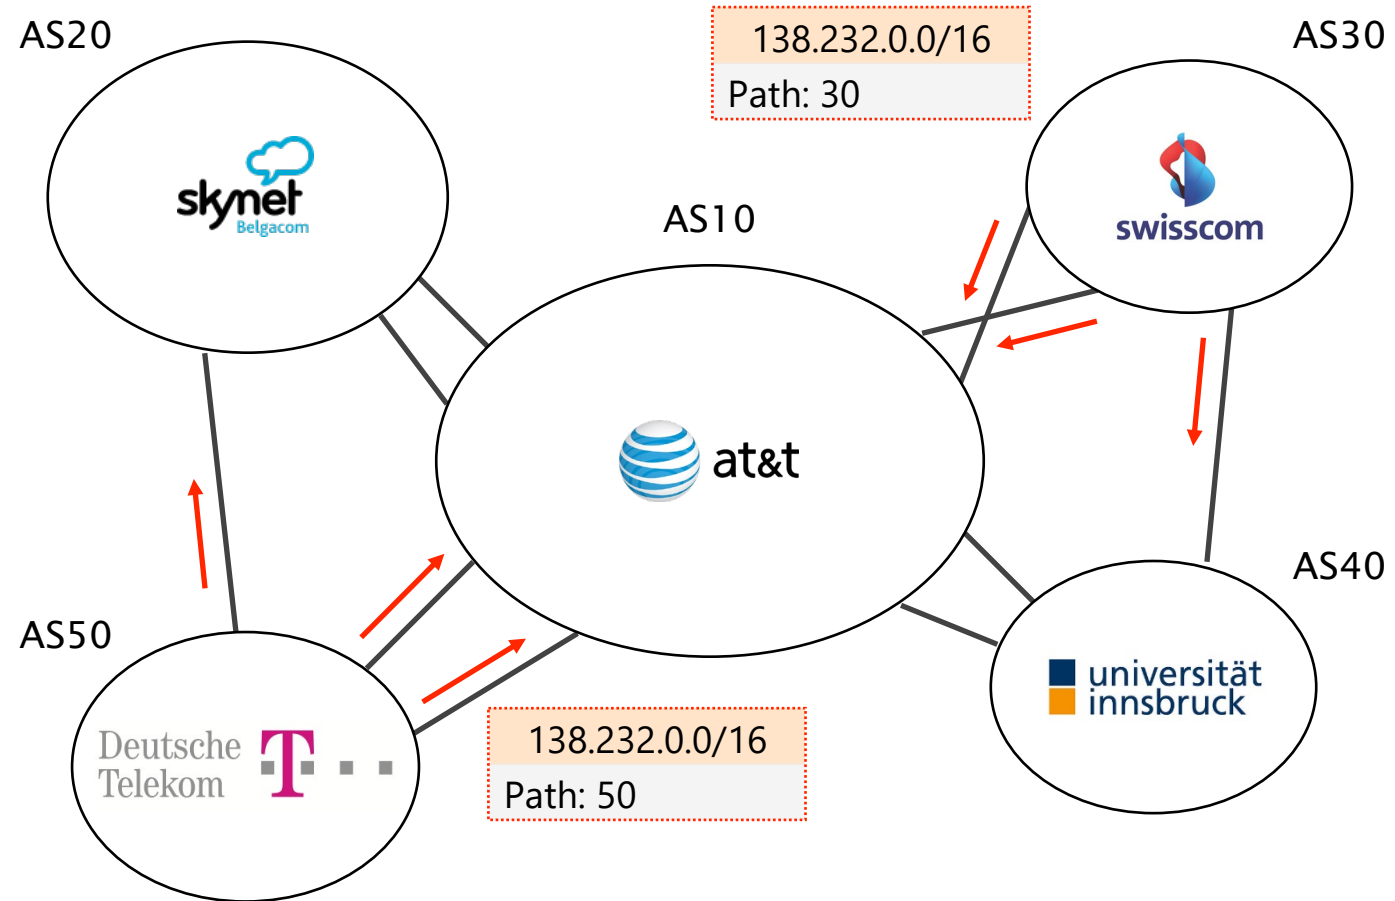 AS20
138.232.0.0/16
Path: 30
AS30
skynet
Belgacom
AS10
swisscom
at&t
AS40
AS50
universität
innsbruck
138.232.0.0/16
Path: 50
Deutsche
Telekom
T